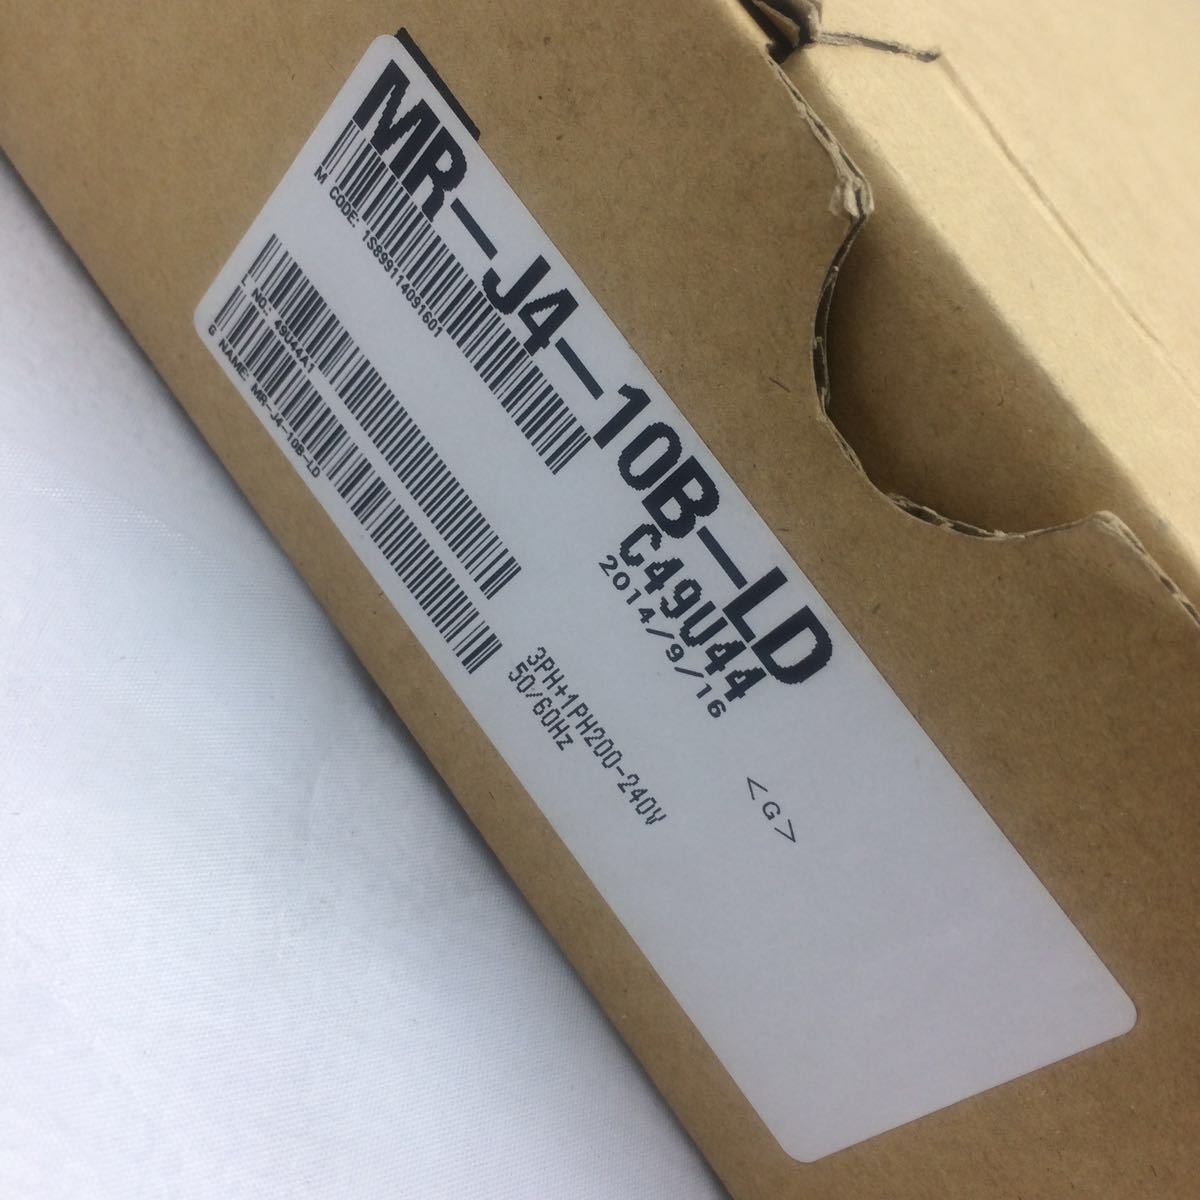 MR-J4-10B-LD
C49U44
2014/9/16
M CODE: 1S899114091601
L NO: 49U44A1
G NAME MR-J4-10B-LD
3PH+1PH200-240V
50/60Hz
<G>